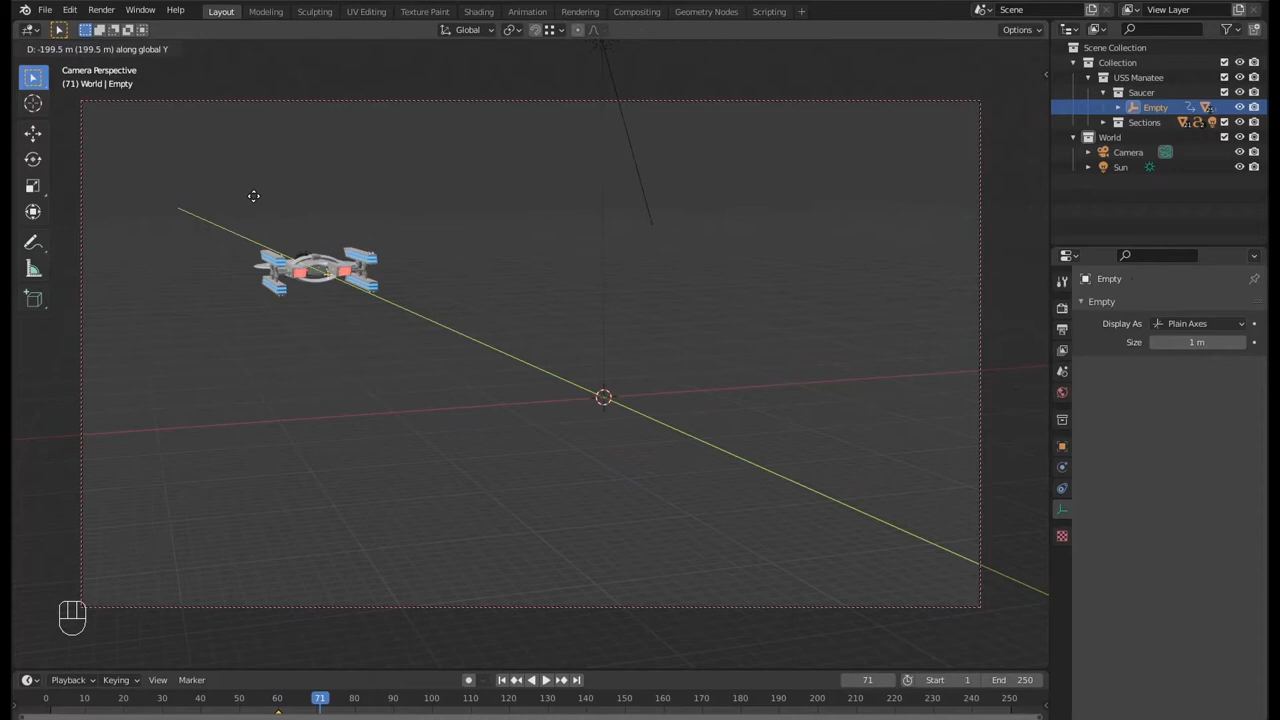 File Edit Render Window Help
Layout Modeling Sculpting UV Editing Texture Paint Shading Animation Rendering Compositing Geometry Nodes Scripting +
Scene
View Layer
Global
Options
D: -199.5 m (199.5 m) along global Y
Camera Perspective
(71) World | Empty
Scene Collection
Collection
USS Manatee
Saucer
Empty
Sections
World
Camera
Sun
Empty
Empty
Display As Plain Axes
Size 1 m
Playback Keying View Marker
71
Start 1
End 250
0 10 20 30 40 50 60 71 80 90 100 110 120 130 140 150 160 170 180 190 200 210 220 230 240 250